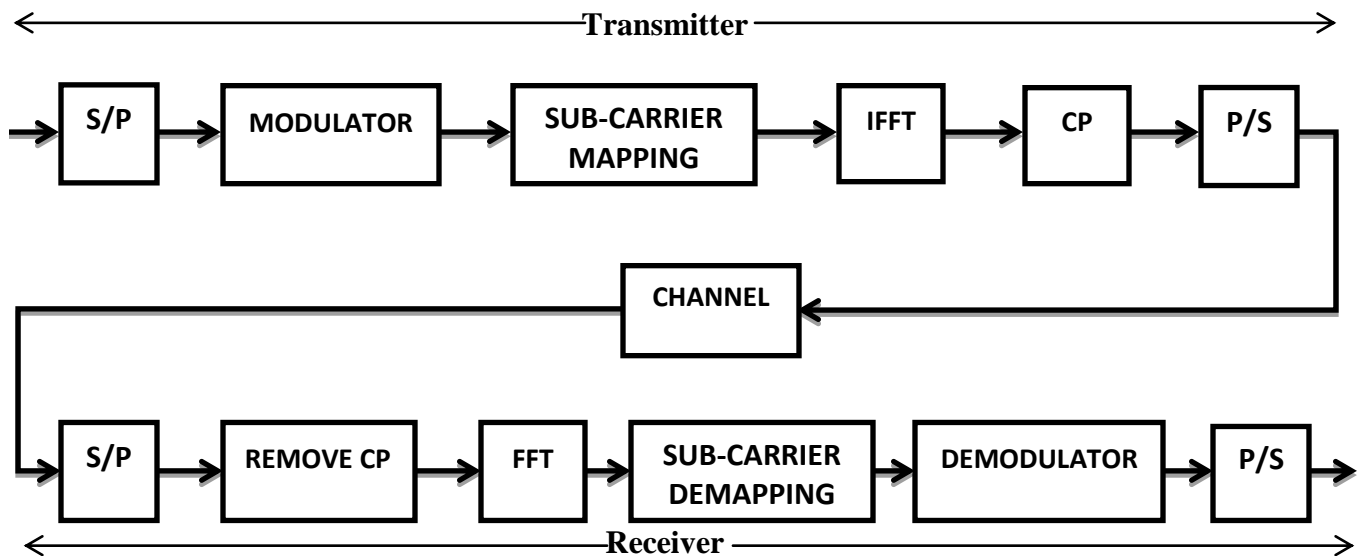 Transmitter
S/P
MODULATOR
SUB-CARRIER
MAPPING
IFFT
CP
P/S
CHANNEL
S/P
REMOVE CP
FFT
SUB-CARRIER
DEMAPPING
DEMODULATOR
P/S
Receiver